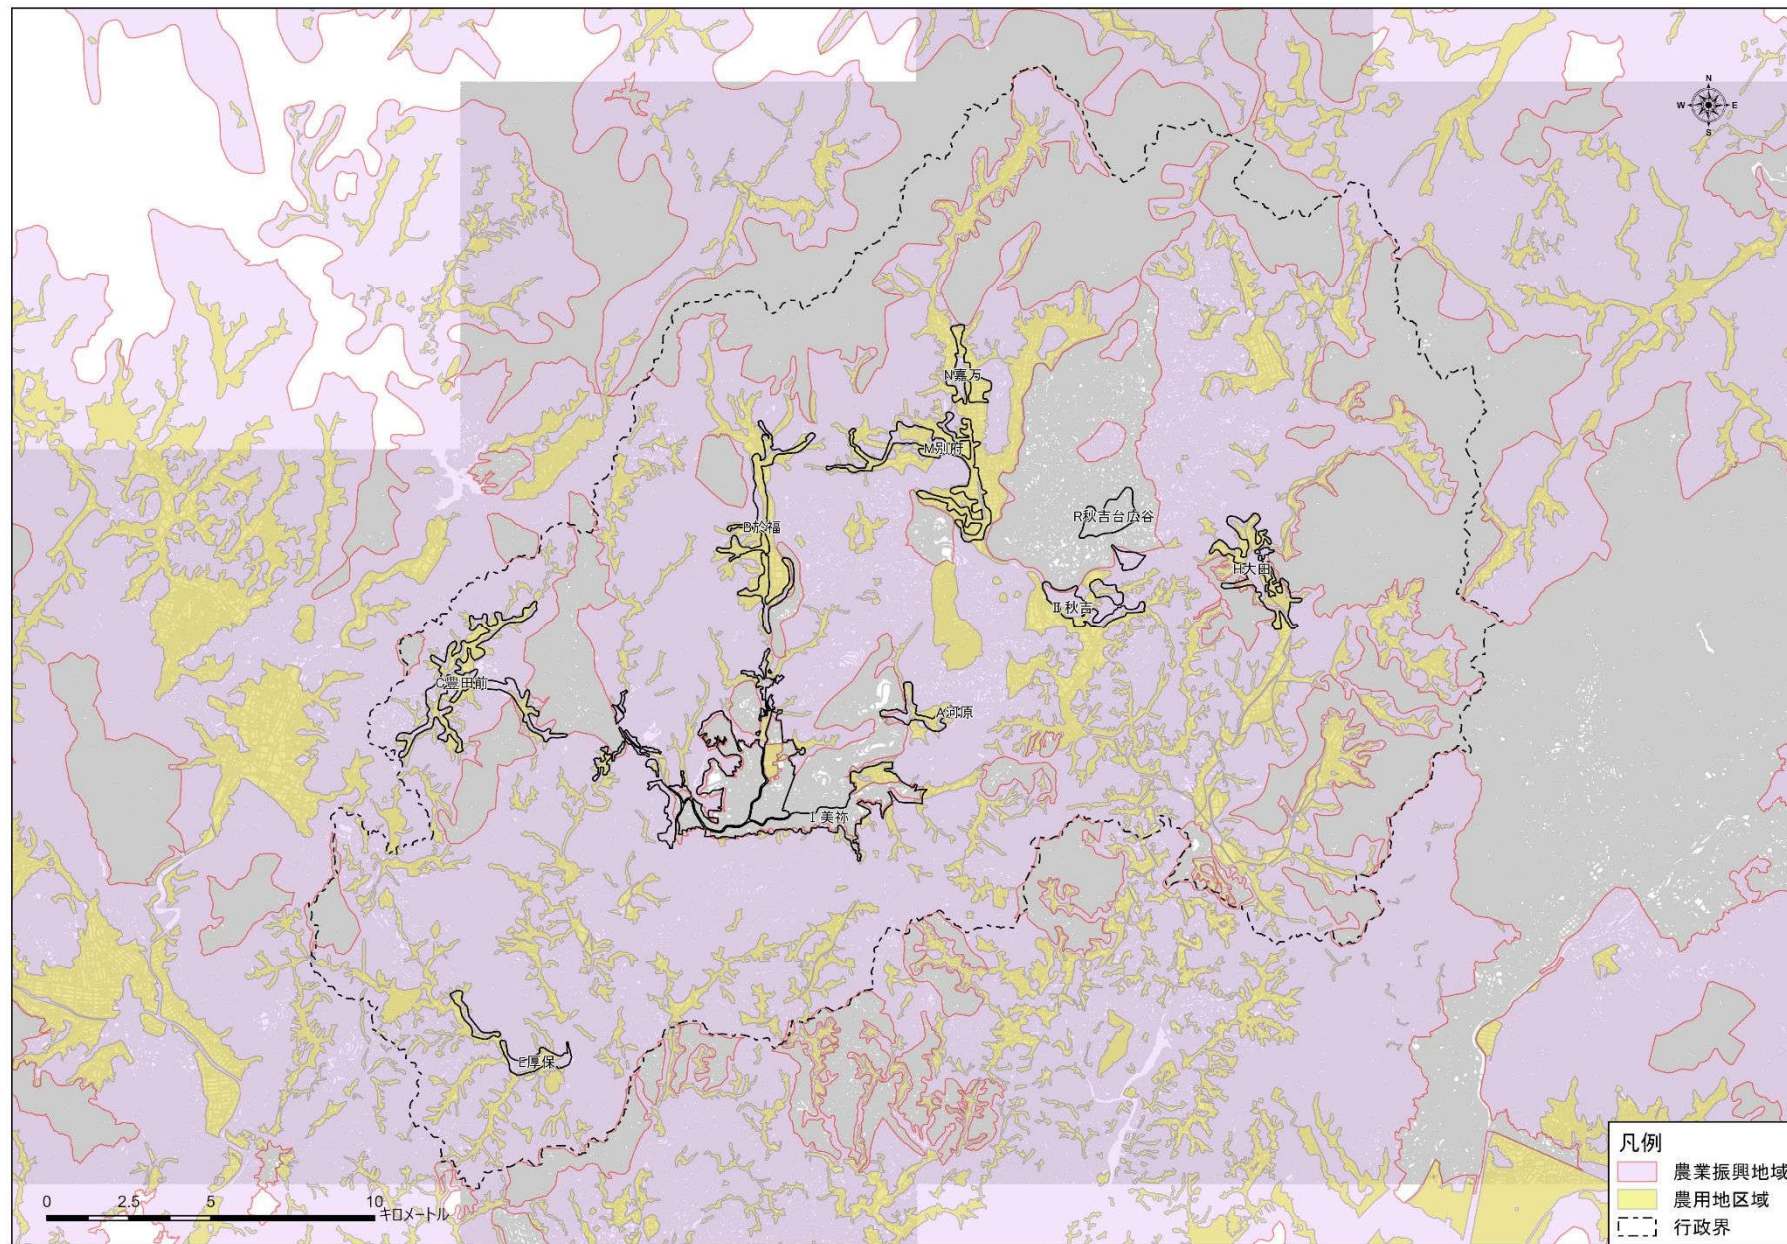 N
W
E
S
N嘉万
M別府
R秋吉台広谷
B於福
H大田
II 秋吉
C豊田前
A河原
I 美祢
E厚保
凡例
農業振興地域
農用地区域
行政界
0 2.5 5 10
キロメートル